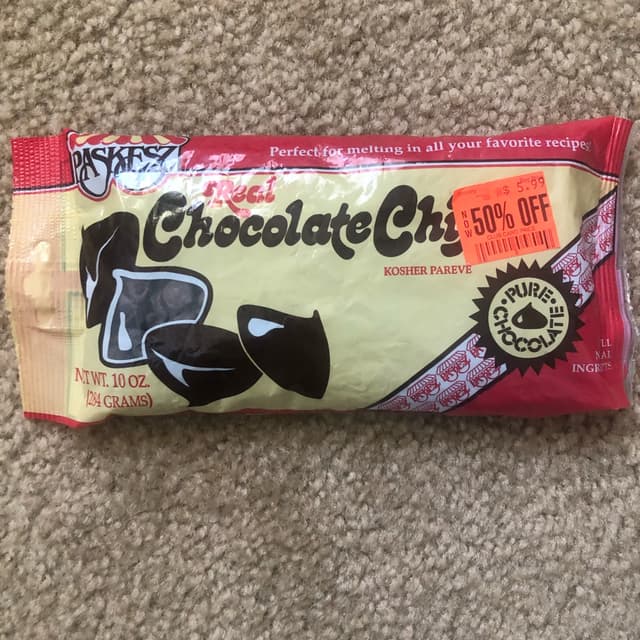 PASKESZ
Perfect for melting in all your favorite recipes
Real
Chocolate Chi
$ 5.99
NOW 50% OFF
KOSHER PAREVE
PURE
CHOCOLATE
NET WT. 10 OZ.
(284 GRAMS)